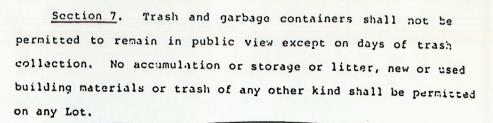 Section 7. Trash and garbage containers shall not be
permitted to remain in public view except on days of trash
collection. No accumulation or storage or litter, new or used
building materials or trash of any other kind shall be permitted
on any Lot.